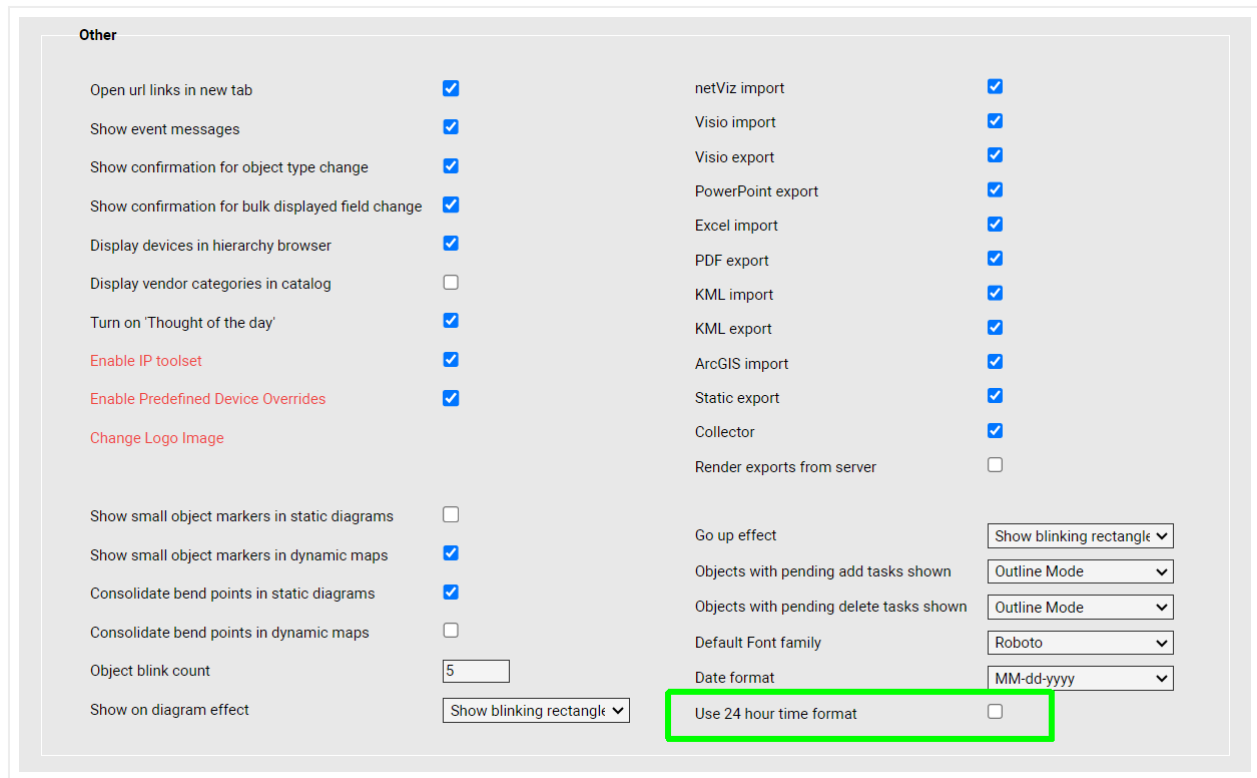 Other
Open url links in new tab
Show event messages
Show confirmation for object type change
Show confirmation for bulk displayed field change
Display devices in hierarchy browser
Display vendor categories in catalog
Turn on 'Thought of the day'
Enable IP toolset
Enable Predefined Device Overrides
Change Logo Image
Show small object markers in static diagrams
Show small object markers in dynamic maps
Consolidate bend points in static diagrams
Consolidate bend points in dynamic maps
Object blink count 5
Show on diagram effect Show blinking rectangle
netViz import
Visio import
Visio export
PowerPoint export
Excel import
PDF export
KML import
KML export
ArcGIS import
Static export
Collector
Render exports from server
Go up effect Show blinking rectangle
Objects with pending add tasks shown Outline Mode
Objects with pending delete tasks shown Outline Mode
Default Font family Roboto
Date format MM-dd-yyyy
Use 24 hour time format